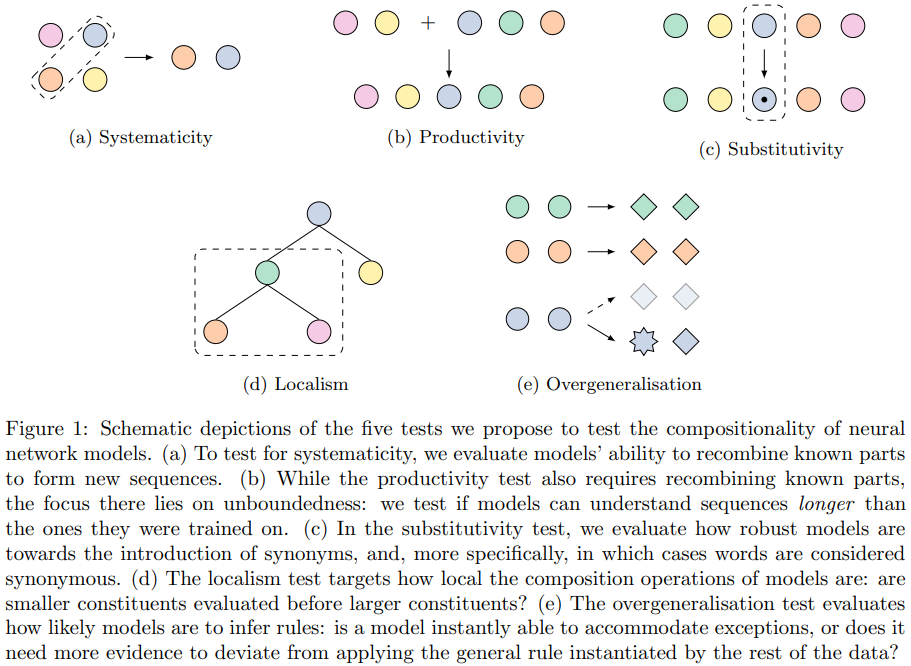 +
(a) Systematicity
(b) Productivity
(c) Substitutivity
(d) Localism
(e) Overgeneralisation
Figure 1: Schematic depictions of the five tests we propose to test the compositionality of neural
network models. (a) To test for systematicity, we evaluate models’ ability to recombine known parts
to form new sequences. (b) While the productivity test also requires recombining known parts,
the focus there lies on unboundedness: we test if models can understand sequences longer than
the ones they were trained on. (c) In the substitutivity test, we evaluate how robust models are
towards the introduction of synonyms, and, more specifically, in which cases words are considered
synonymous. (d) The localism test targets how local the composition operations of models are: are
smaller constituents evaluated before larger constituents? (e) The overgeneralisation test evaluates
how likely models are to infer rules: is a model instantly able to accommodate exceptions, or does it
need more evidence to deviate from applying the general rule instantiated by the rest of the data?